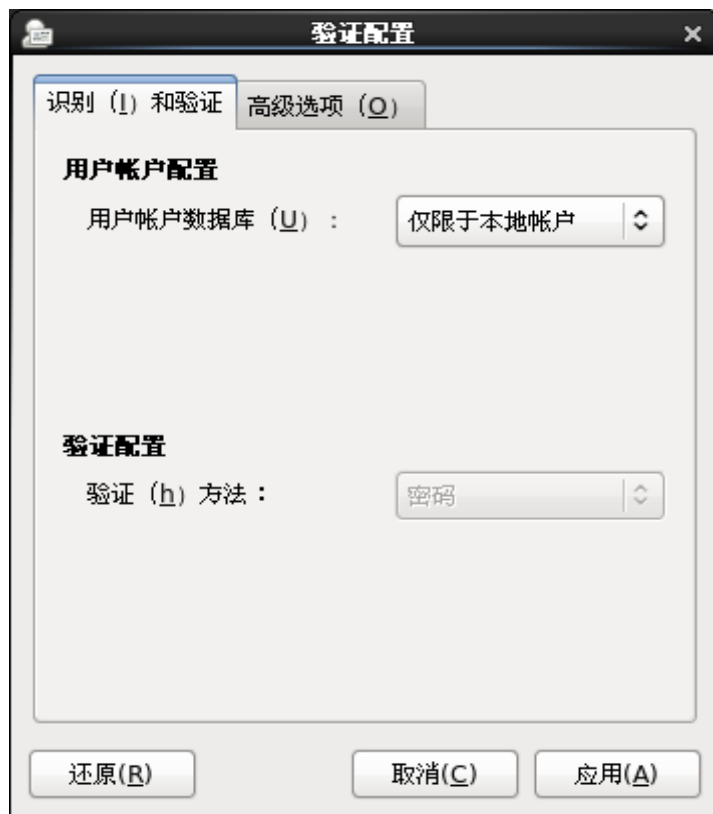 验证配置
识别（I）和验证
高级选项（O）
用户帐户配置
用户帐户数据库（U）：
仅限于本地帐户
验证配置
验证（h）方法：
密码
还原(R)
取消(C)
应用(A)